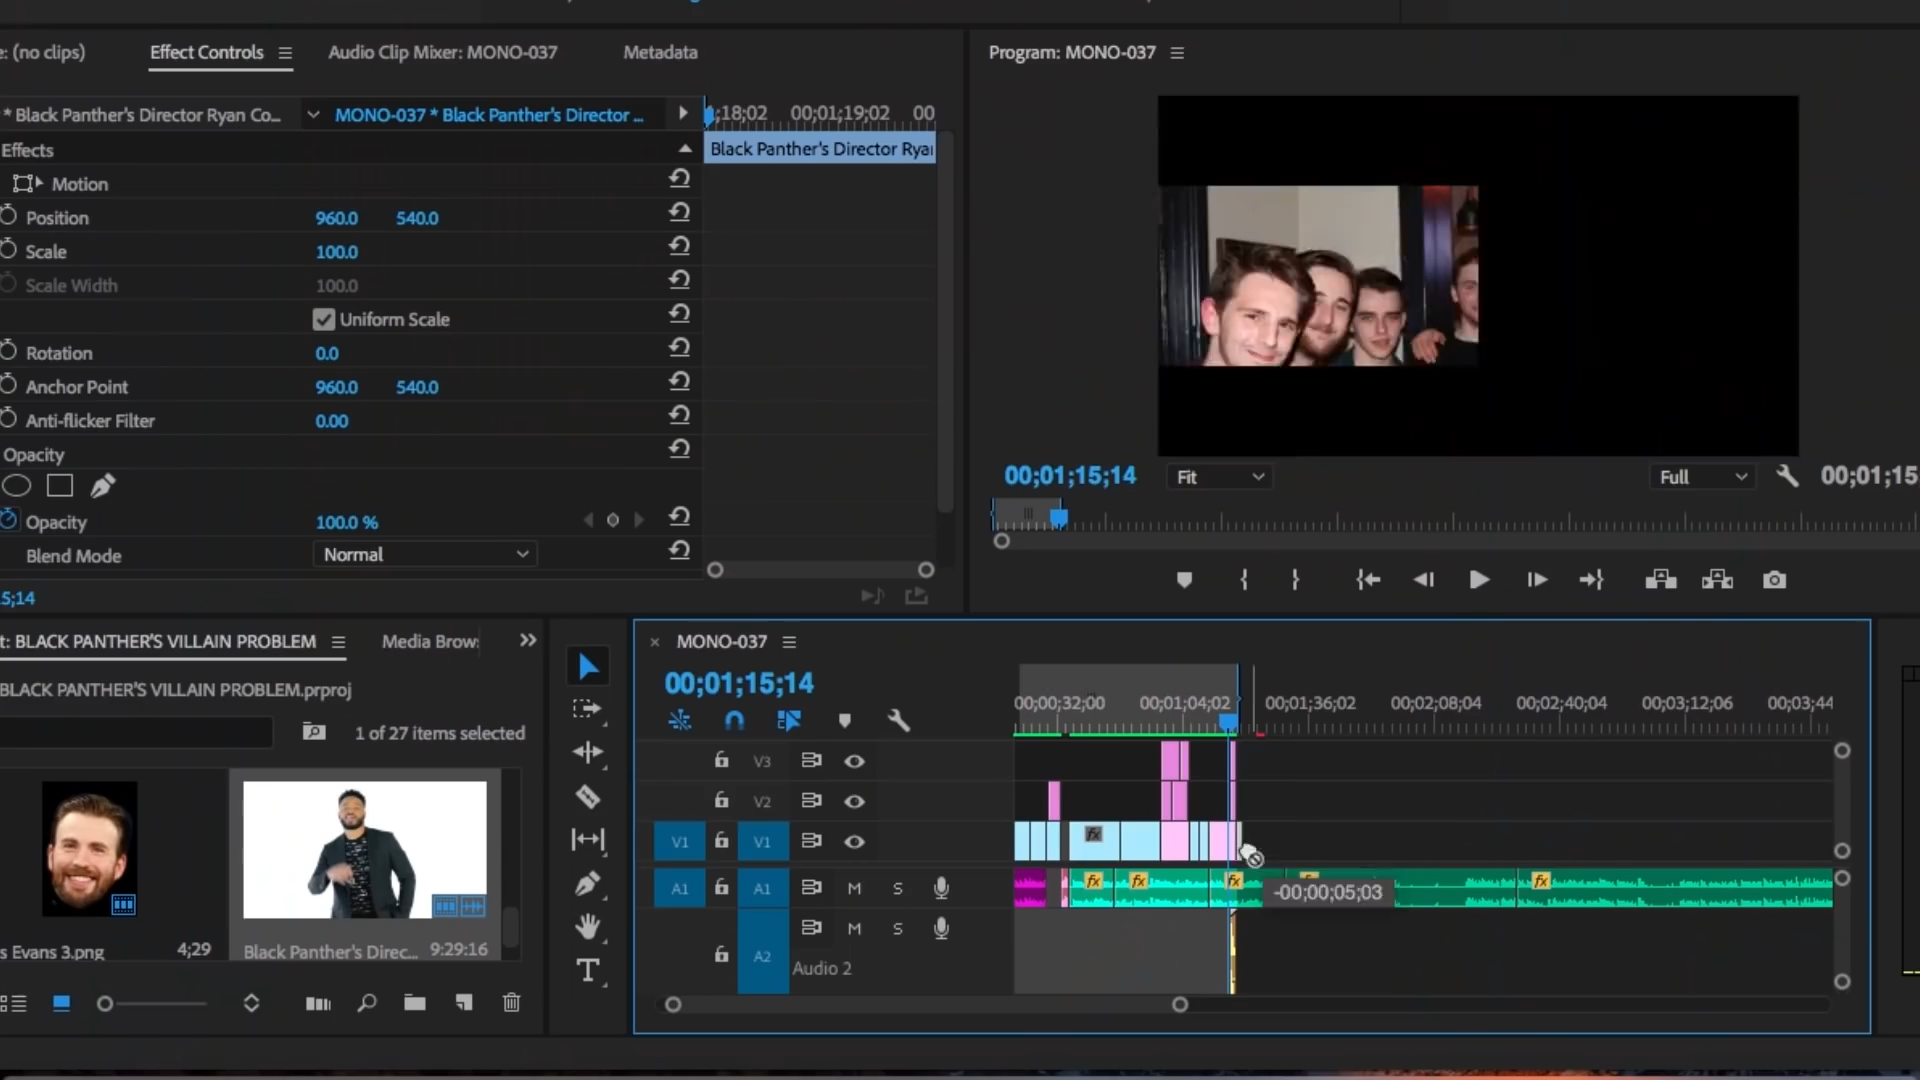 e: (no clips)
Effect Controls
Audio Clip Mixer: MONO-037
Metadata
Program: MONO-037
* Black Panther's Director Ryan Co...
MONO-037 * Black Panther's Director ...
;18;02
00;01;19;02
00
Effects
Black Panther's Director Ryan
Motion
Position
960.0
540.0
Scale
100.0
Scale Width
100.0
Uniform Scale
Rotation
0.0
Anchor Point
960.0
540.0
Anti-flicker Filter
0.00
Opacity
Opacity
100.0 %
Blend Mode
Normal
5;14
00;01;15;14
Fit
Full
00;01;15
t: BLACK PANTHER'S VILLAIN PROBLEM
Media Brow
BLACK PANTHER'S VILLAIN PROBLEM.prproj
1 of 27 items selected
s Evans 3.png
4;29
Black Panther's Direc...
9:29:16
MONO-037
00;01;15;14
00;00;32;00
00;01;04;02
00;01;36;02
00;02;08;04
00;02;40;04
00;03;12;06
00;03;44
V3
V2
V1
V1
fx
A1
A1
M
S
fx
fx
fx
fx
-00;00;05;03
A2
M
S
Audio 2
T